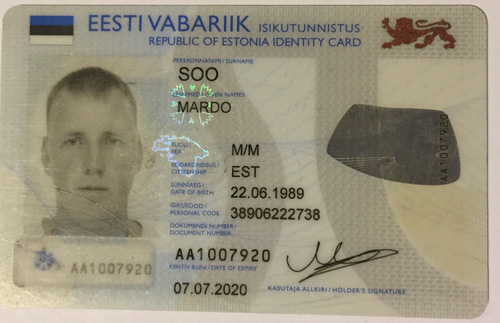 EESTI VABARIIK ISIKUTUNNISTUS
REPUBLIC OF ESTONIA IDENTITY CARD
PEREKONNANIMI / SURNAME
SOO
GIVEN NAMES
MARDO
SUGU /
SEX
M/M
KODAKONDSUS /
CITIZENSHIP
EST
SÜNNIAEG /
DATE OF BIRTH
22.06.1989
ISIKUKOOD /
PERSONAL CODE
38906222738
DOKUMENDI NUMBER /
DOCUMENT NUMBER
AA1007920
KEHTIV KUNI / DATE OF EXPIRY
07.07.2020
KASUTAJA ALLKIRI / HOLDER'S SIGNATURE
AA1007920
AA1007920